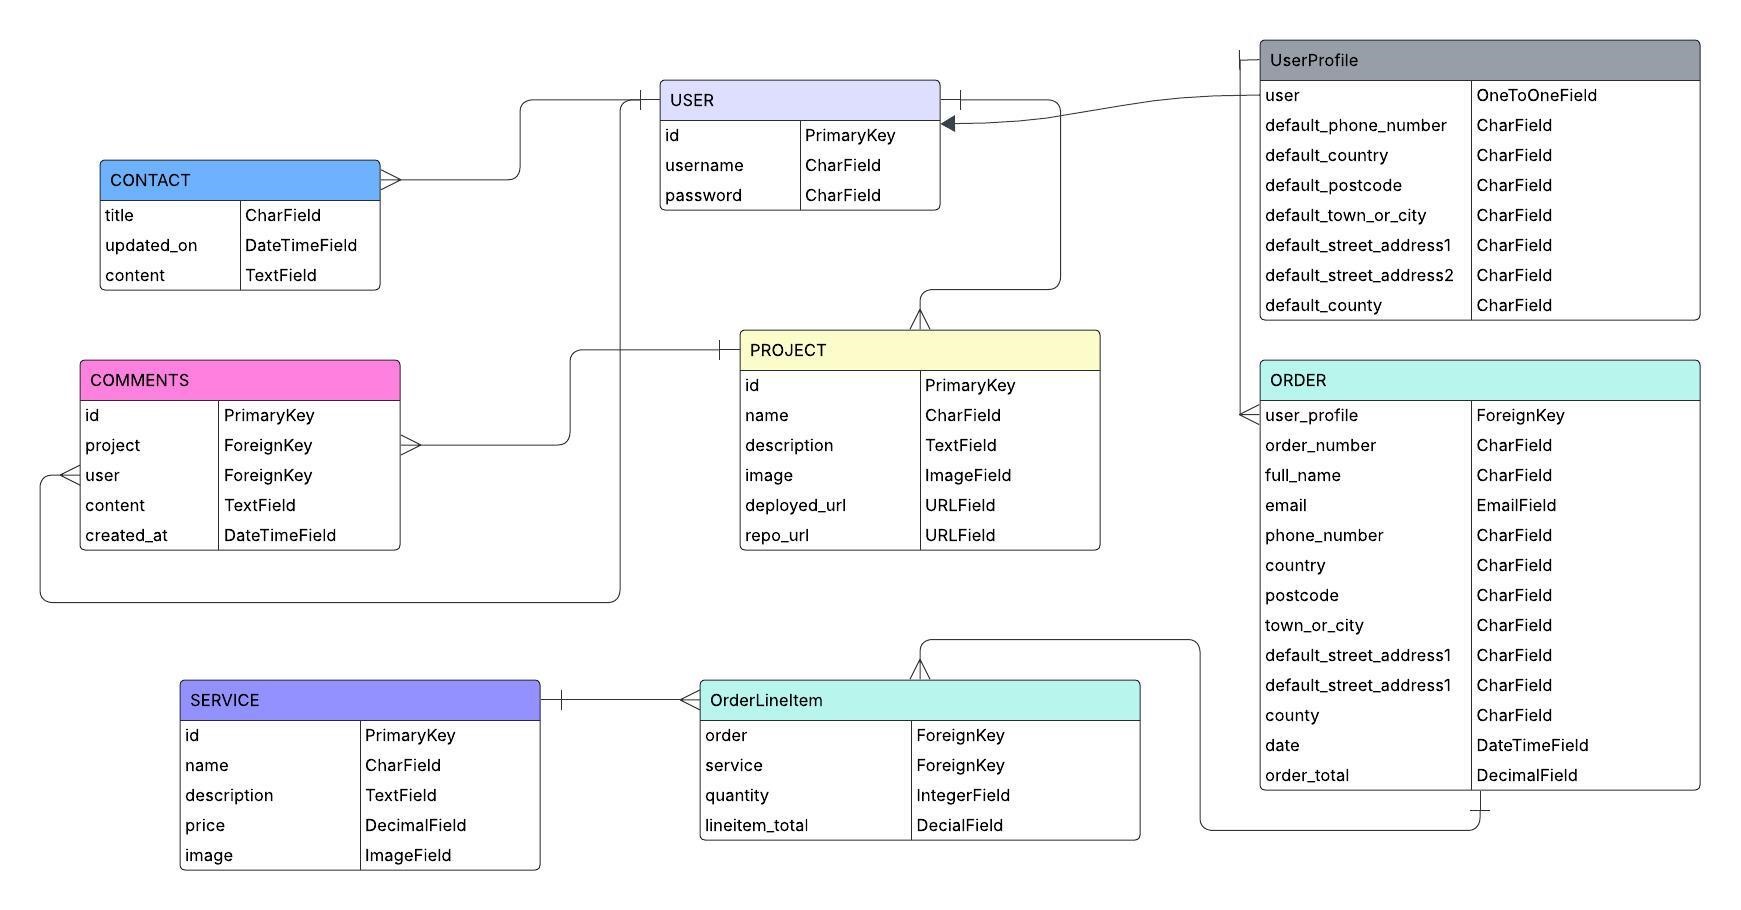 USER
id PrimaryKey
username CharField
password CharField
UserProfile
user OneToOneField
default_phone_number CharField
default_country CharField
default_postcode CharField
default_town_or_city CharField
default_street_address1 CharField
default_street_address2 CharField
default_county CharField
CONTACT
title CharField
updated_on DateTimeField
content TextField
COMMENTS
id PrimaryKey
project ForeignKey
user ForeignKey
content TextField
created_at DateTimeField
PROJECT
id PrimaryKey
name CharField
description TextField
image ImageField
deployed_url URLField
repo_url URLField
ORDER
user_profile ForeignKey
order_number CharField
full_name CharField
email EmailField
phone_number CharField
country CharField
postcode CharField
town_or_city CharField
default_street_address1 CharField
default_street_address1 CharField
county CharField
date DateTimeField
order_total DecimalField
SERVICE
id PrimaryKey
name CharField
description TextField
price DecimalField
image ImageField
OrderLineItem
order ForeignKey
service ForeignKey
quantity IntegerField
lineitem_total DecialField